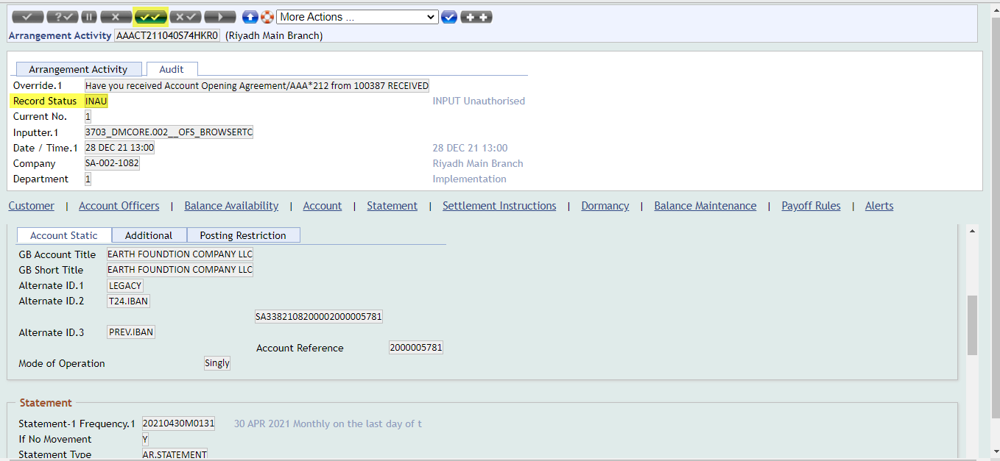 More Actions ...
Arrangement Activity AAACT211040S74HKR0 (Riyadh Main Branch)
Arrangement Activity Audit
Override.1 Have you received Account Opening Agreement/AAA*212 from 100387 RECEIVED
Record Status INAU INPUT Unauthorised
Current No. 1
Inputter.1 3703_DMCORE.002__OFS_BROWSERTC
Date / Time.1 28 DEC 21 13:00 28 DEC 21 13:00
Company SA-002-1082 Riyadh Main Branch
Department 1 Implementation
Customer | Account Officers | Balance Availability | Account | Statement | Settlement Instructions | Dormancy | Balance Maintenance | Payoff Rules | Alerts
Account Static Additional Posting Restriction
GB Account Title EARTH FOUNDTION COMPANY LLC
GB Short Title EARTH FOUNDTION COMPANY LLC
Alternate ID.1 LEGACY
Alternate ID.2 T24.IBAN
SA3382108200002000005781
Alternate ID.3 PREV.IBAN
Account Reference 2000005781
Mode of Operation Singly
Statement
Statement-1 Frequency.1 20210430M0131 30 APR 2021 Monthly on the last day of t
If No Movement Y
Statement Type AR.STATEMENT